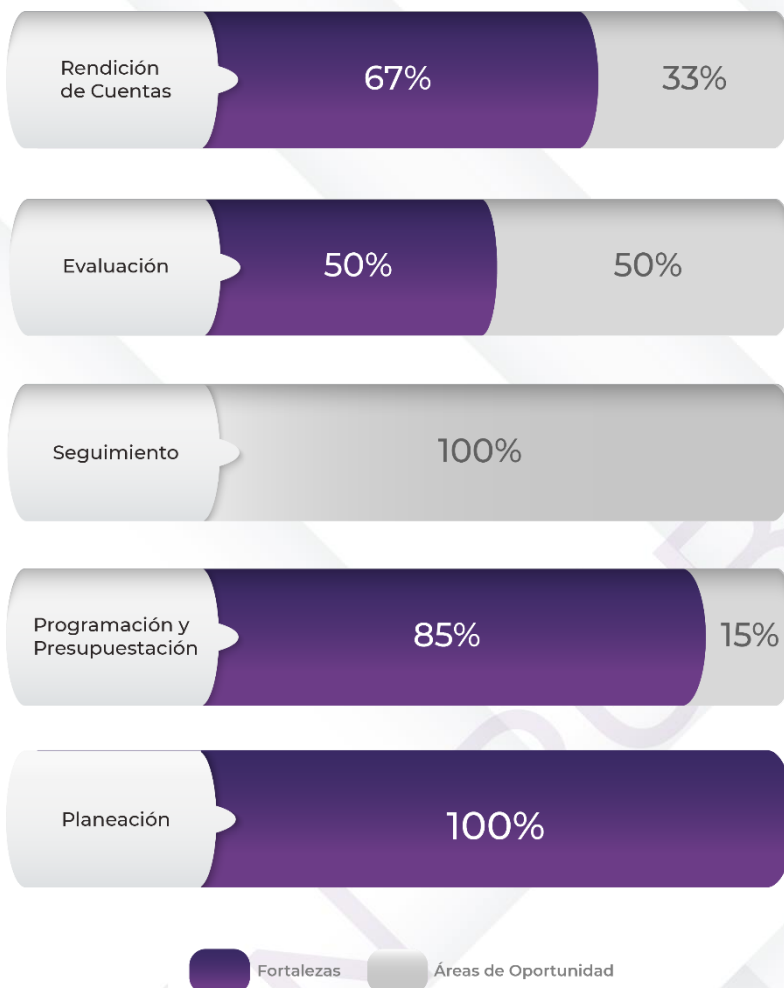 Rendición
de Cuentas
67%
33%
Evaluación
50%
50%
Seguimiento
100%
Programación y
Presupuestación
85%
15%
Planeación
100%
Fortalezas
Áreas de Oportunidad